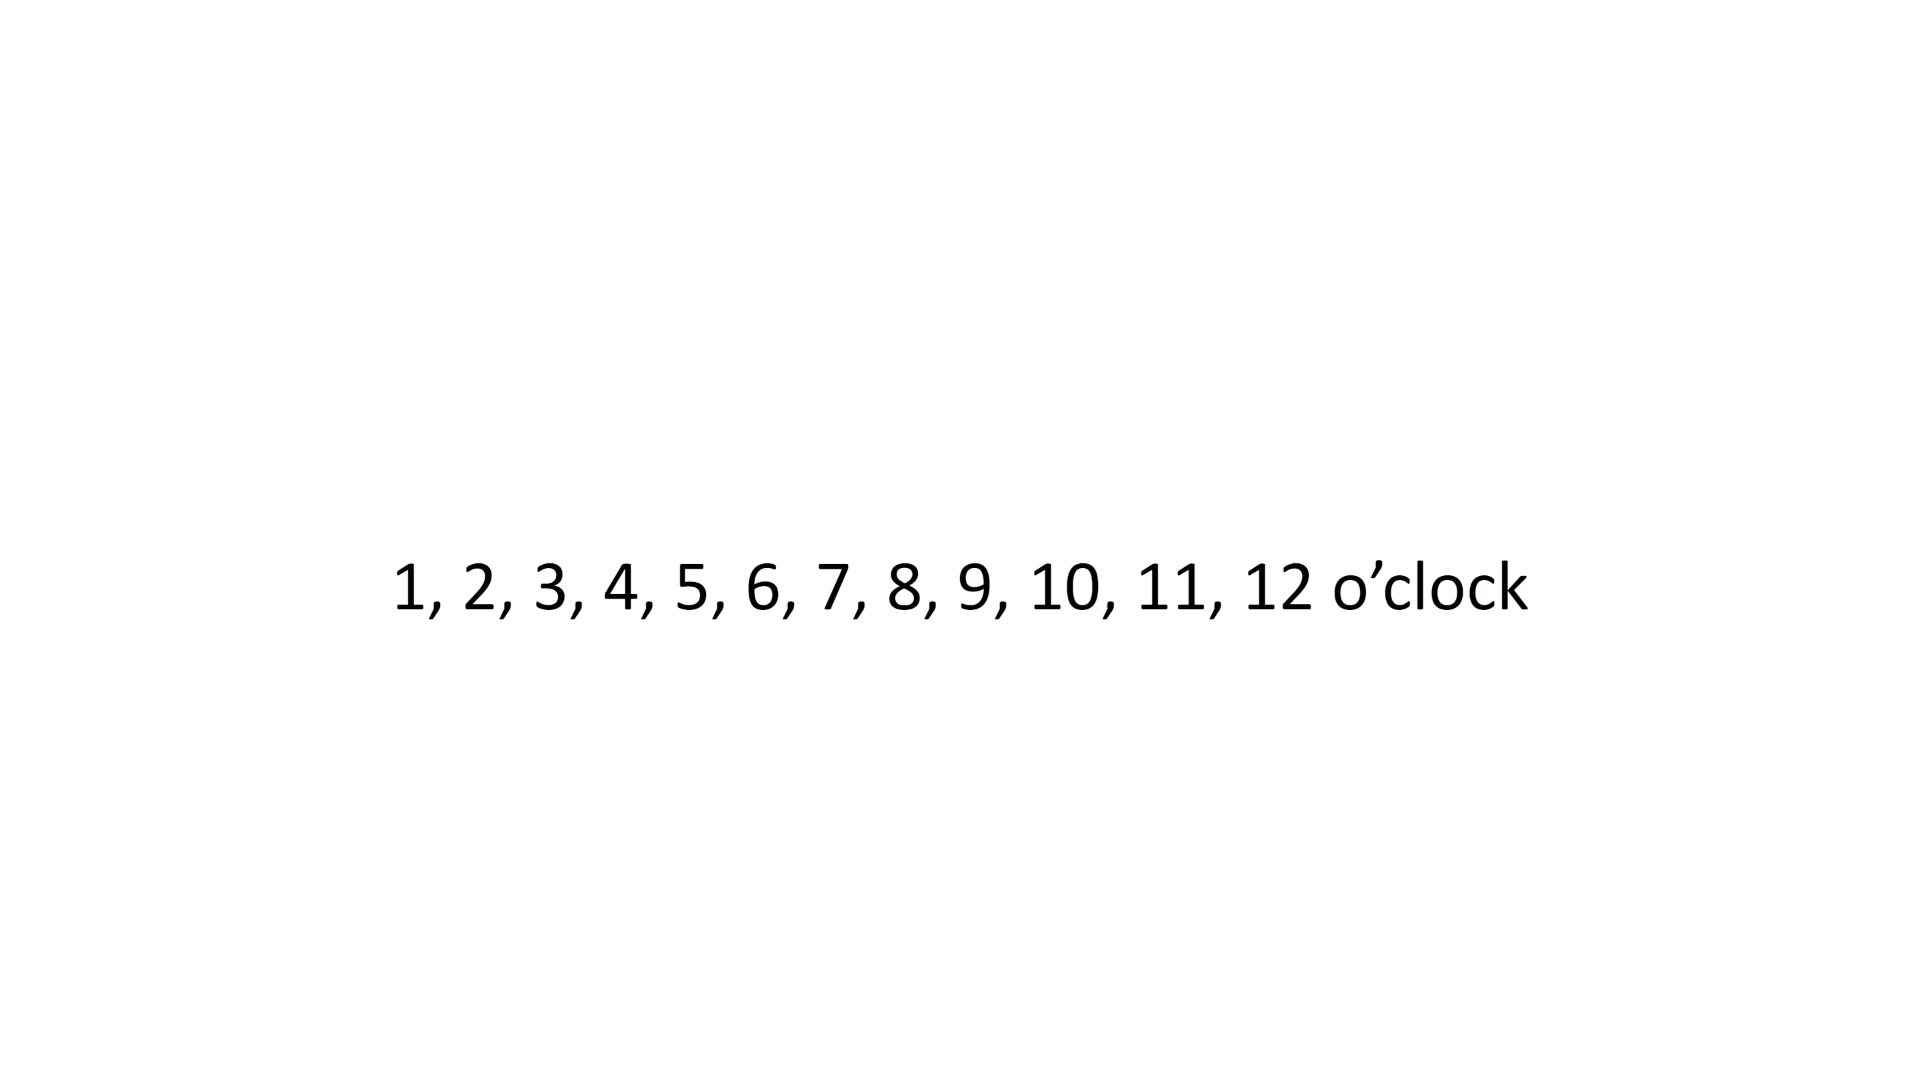 1, 2, 3, 4, 5, 6, 7, 8, 9, 10, 11, 12 o’clock